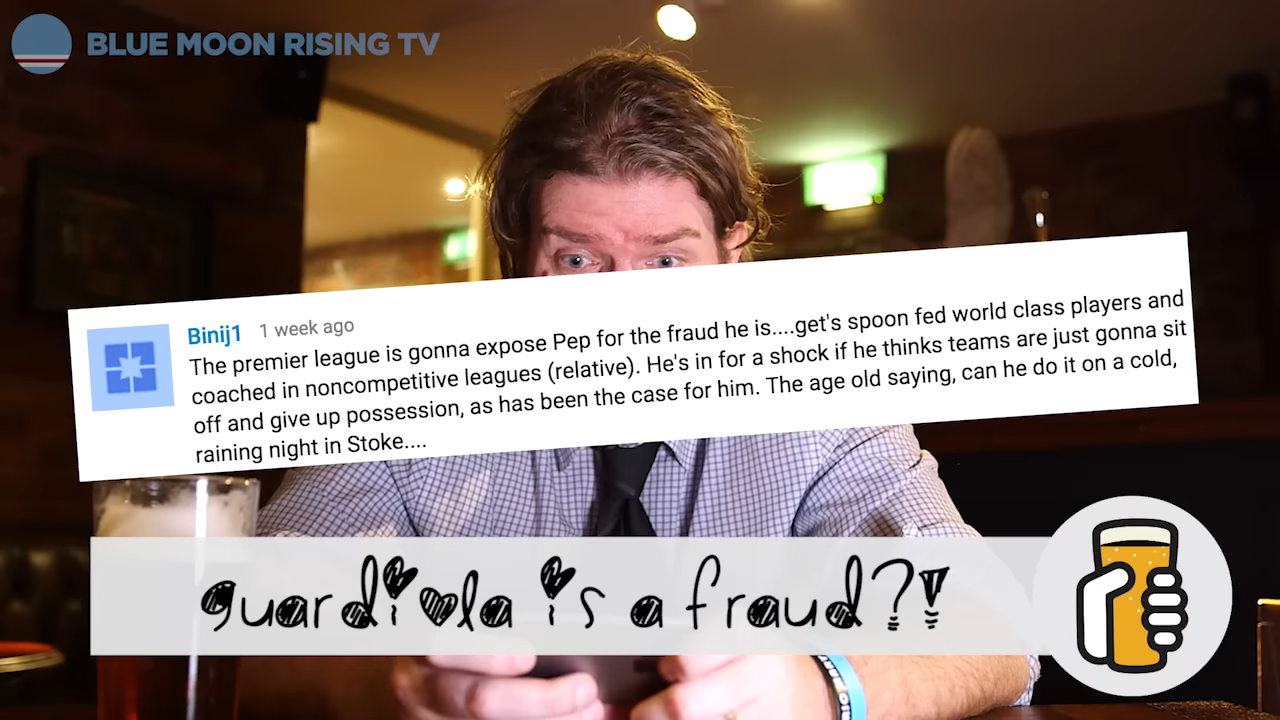 BLUE MOON RISING TV
Binij1 1 week ago
The premier league is gonna expose Pep for the fraud he is....get's spoon fed world class players and
coached in noncompetitive leagues (relative). He's in for a shock if he thinks teams are just gonna sit
off and give up possession, as has been the case for him. The age old saying, can he do it on a cold,
raining night in Stoke....
guardiola is a fraud?!